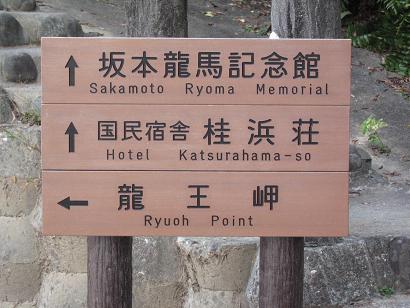 ↑ 坂本龍馬記念館
Sakamoto Ryoma Memorial
↑ 国民宿舎 桂浜荘
Hotel Katsurahama-so
← 龍王岬
Ryuoh Point